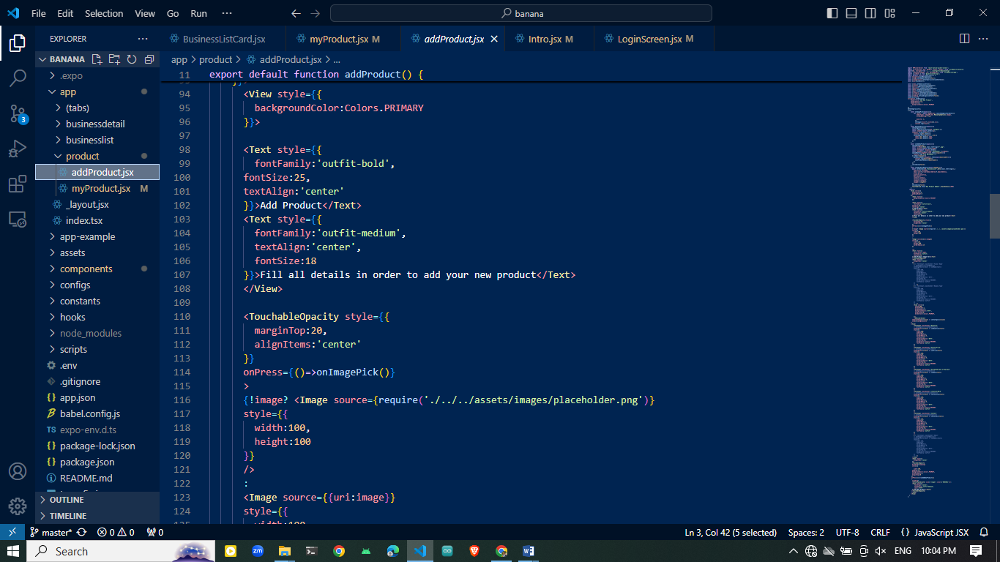 File Edit Selection View Go Run ··· banana
EXPLORER ···
BusinessListCard.jsx myProduct.jsx M addProduct.jsx Intro.jsx M LoginScreen.jsx M ···
BANANA
app > product > addProduct.jsx > ...
.expo
app
(tabs)
businessdetail
businesslist
product
addProduct.jsx
myProduct.jsx M
_layout.jsx
index.tsx
app-example
assets
components
configs
constants
hooks
node_modules
scripts
.env
.gitignore
app.json
babel.config.js
TS expo-env.d.ts
package-lock.json
package.json
README.md
OUTLINE
TIMELINE
3
11 export default function addProduct() {
94 <View style={{
95 backgroundColor:Colors.PRIMARY
96 }}>
97
98 <Text style={{
99 fontFamily:'outfit-bold',
100 fontSize:25,
101 textAlign:'center'
102 }}>Add Product</Text>
103 <Text style={{
104 fontFamily:'outfit-medium',
105 textAlign:'center',
106 fontSize:18
107 }}>Fill all details in order to add your new product</Text>
108 </View>
109
110 <TouchableOpacity style={{
111 marginTop:20,
112 alignItems:'center'
113 }}
114 onPress={()=>onImagePick()}
115 >
116 {!image? <Image source={require('./../../assets/images/placeholder.png')}
117 style={{
118 width:100,
119 height:100
120 }}
121 />
122 :
123 <Image source={{uri:image}}
124 style={{
master* 0 0 0 Ln 3, Col 42 (5 selected) Spaces: 2 UTF-8 CRLF {} JavaScript JSX
Search zm ENG 10:04 PM